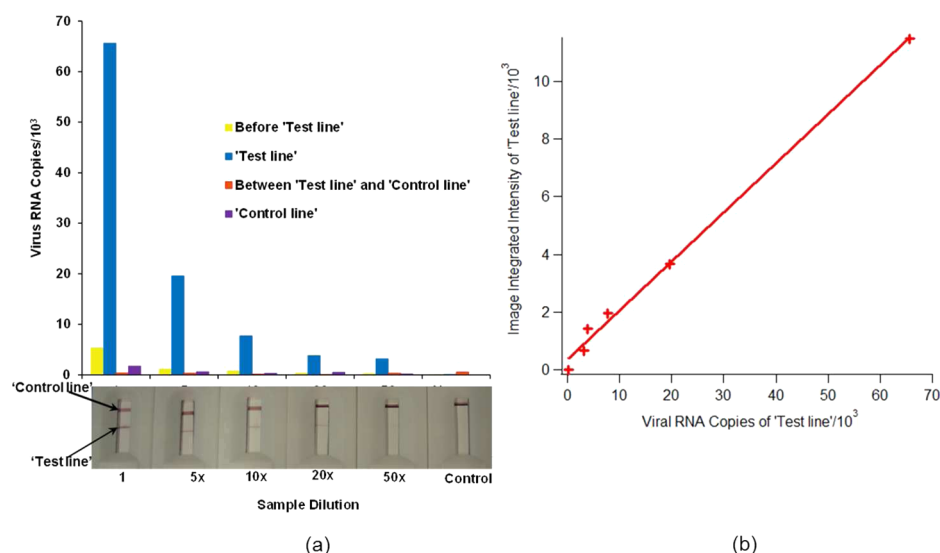 70
60
50
40
30
20
10
0
Virus RNA Copies/10³
Before 'Test line'
'Test line'
Between 'Test line' and 'Control line'
'Control line'
'Control line'
'Test line'
1
5x
10x
20x
50x
Control
Sample Dilution
(a)
10
8
6
4
2
0
Image Integrated Intensity of 'Test line'/10³
0
10
20
30
40
50
60
70
Viral RNA Copies of 'Test line'/10³
(b)